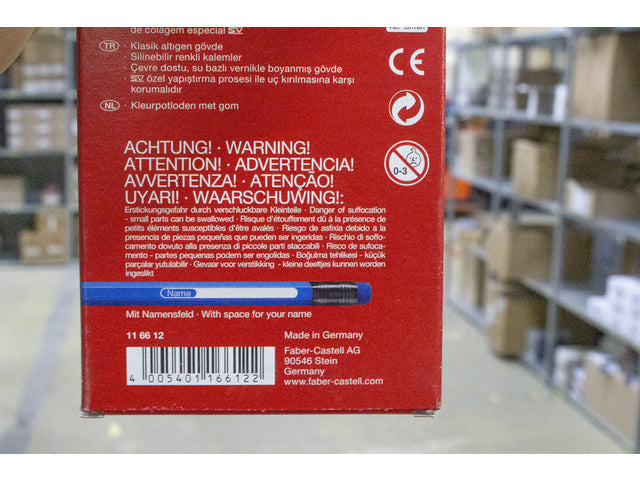 de colagem especial SV
TR · Klasik altıgen gövde
· Silinebilir renkli kalemler
· Çevre dostu, su bazlı vernikle boyanmış gövde
· SV özel yapıştırma prosesi ile uç kırılmasına karşı
korumalıdır
NL · Kleurpotloden met gom
CE
0-3
ACHTUNG! · WARNING!
ATTENTION! · ADVERTENCIA!
AVVERTENZA! · ATENÇÃO!
UYARI! · WAARSCHUWING!:
Erstickungsgefahr durch verschluckbare Kleinteile · Danger of suffocation
- small parts can be swallowed · Risque d'étouffement dû à la présence de
petits éléments susceptibles d'être avalés · Riesgo de asfixia debido a la
presencia de piezas pequeñas que pueden ser ingeridas · Rischio di soffo-
camento dovuto alla presenza di piccole parti staccabili · Risco de sufoca-
mento - partes pequenas podem ser engolidas · Boğulma tehlikesi - küçük
parçalar yutulabilir · Gevaar voor verstikking - kleine deeltjes kunnen worden
ingeslikt
Name
Mit Namensfeld · With space for your name
11 66 12
Made in Germany
Faber-Castell AG
90546 Stein
Germany
www.faber-castell.com
4 005401 166122